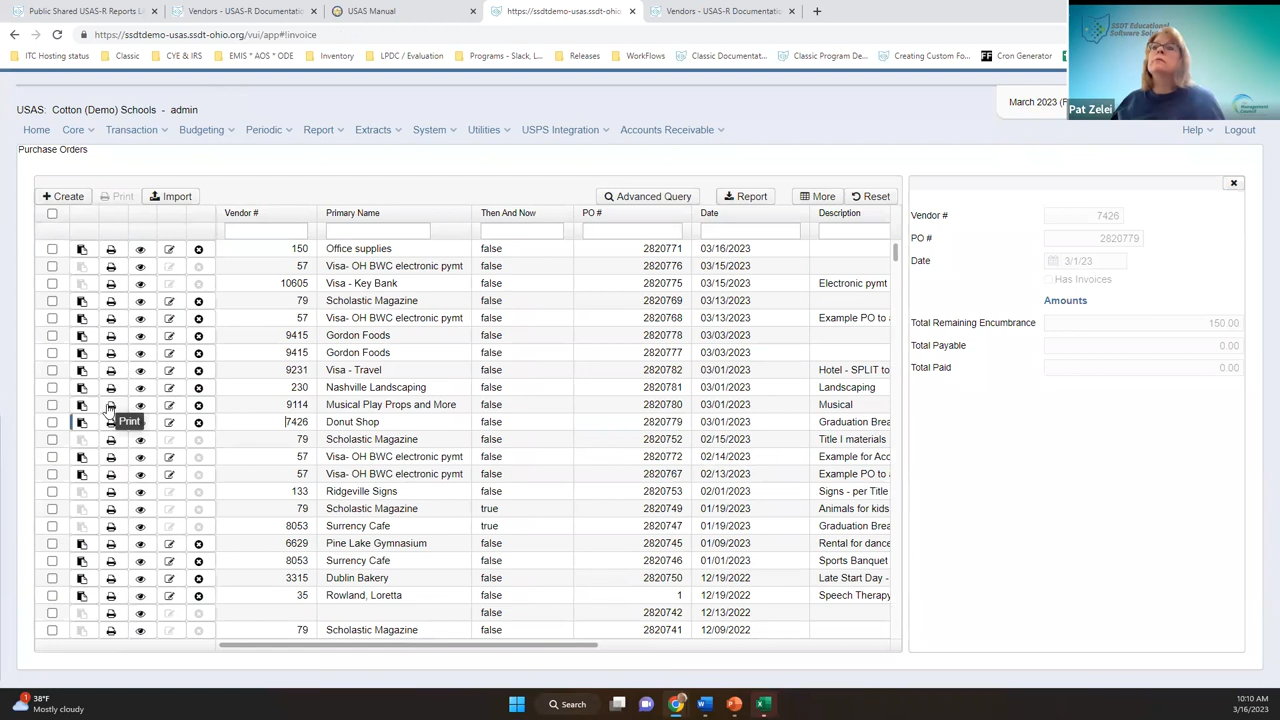 Public Shared USAS-R Reports Li
Vendors - USAS-R Documentatio
USAS Manual
https://ssdtdemo-usas.ssdt-ohio
Vendors - USAS-R Documentatio
https://ssdtdemo-usas.ssdt-ohio.org/vui/app#!invoice
ITC Hosting status
Classic
CYE & IRS
EMIS * AOS * ODE
Inventory
LPDC / Evaluation
Programs - Slack, L...
Releases
WorkFlows
Classic Documentat...
Classic Program De...
Creating Custom Fo...
FF Cron Generator
SSDT Educational
Pat Zelei
USAS: Cotton (Demo) Schools - admin
March 2023 (
Home Core Transaction Budgeting Periodic Report Extracts System Utilities USPS Integration Accounts Receivable Help Logout
Purchase Orders
Create Print Import Advanced Query Report More Reset
Vendor # Primary Name Then And Now PO # Date Description
150 Office supplies false 2820771 03/16/2023
57 Visa- OH BWC electronic pymt false 2820776 03/15/2023
10605 Visa - Key Bank false 2820775 03/15/2023 Electronic pymt
79 Scholastic Magazine false 2820769 03/13/2023
57 Visa- OH BWC electronic pymt false 2820768 03/13/2023 Example PO to
9415 Gordon Foods false 2820778 03/03/2023
9415 Gordon Foods false 2820777 03/03/2023
9231 Visa - Travel false 2820782 03/01/2023 Hotel - SPLIT to
230 Nashville Landscaping false 2820781 03/01/2023 Landscaping
9114 Musical Play Props and More false 2820780 03/01/2023 Musical
7426 Donut Shop false 2820779 03/01/2023 Graduation Brea
79 Scholastic Magazine false 2820754 02/15/2023 Title I materials
57 Visa- OH BWC electronic pymt false 2820772 02/14/2023 Example for Acc
57 Visa- OH BWC electronic pymt false 2820767 02/13/2023 Example PO to
133 Ridgeville Signs false 2820753 02/01/2023 Signs - per Title
79 Scholastic Magazine true 2820749 01/19/2023 Animals for kids
8053 Surrency Cafe true 2820747 01/19/2023 Graduation Brea
6629 Pine Lake Gymnasium false 2820745 01/09/2023 Rental for dance
8053 Surrency Cafe false 2820746 01/01/2023 Sports Banquet
3315 Dublin Bakery false 2820750 12/19/2022 Late Start Day -
35 Rowland, Loretta false 1 12/19/2022 Speech Therapy
false 2820742 12/13/2022
79 Scholastic Magazine false 2820741 12/09/2022
Print
Vendor # 7426
PO # 2820779
Date 3/1/23
Has Invoices
Amounts
Total Remaining Encumbrance 150.00
Total Payable 0.00
Total Paid 0.00
1
38°F
Mostly cloudy
Search
10:10 AM
3/16/2023